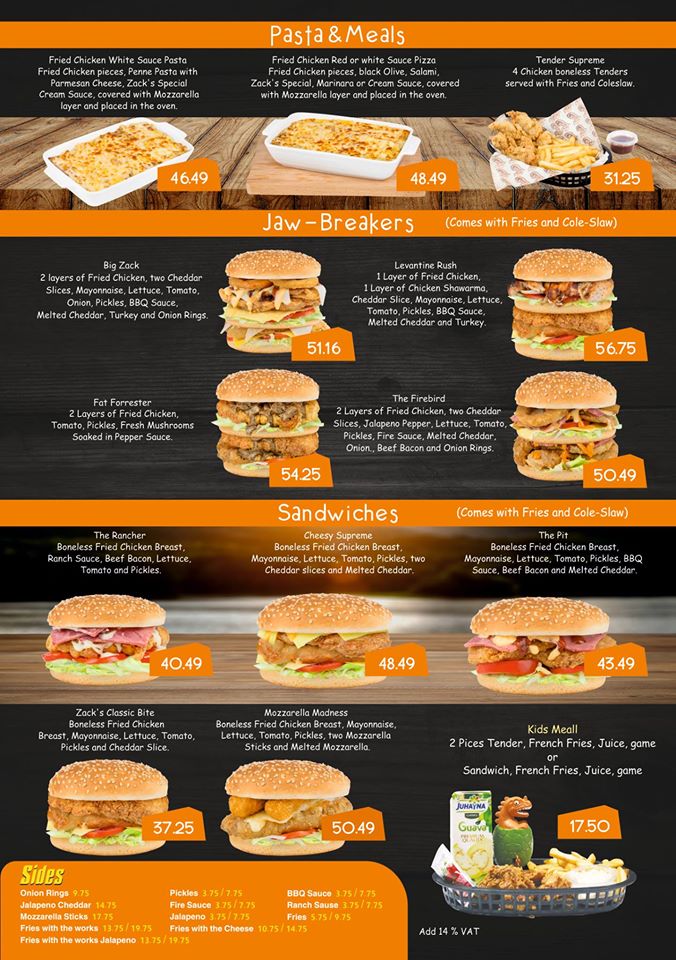 Pasta & Meals
Fried Chicken White Sauce Pasta
Fried Chicken pieces, Penne Pasta with
Parmesan Cheese, Zack's Special
Cream Sauce, covered with Mozzarella
layer and placed in the oven.
46.49
Fried Chicken Red or white Sauce Pizza
Fried Chicken pieces, black Olive, Salami,
Zack's Special, Marinara or Cream Sauce, covered
with Mozzarella layer and placed in the oven.
48.49
Tender Supreme
4 Chicken boneless Tenders
served with Fries and Coleslaw.
31.25
Jaw-Breakers (Comes with Fries and Cole-Slaw)
Big Zack
2 layers of Fried Chicken, two Cheddar
Slices, Mayonnaise, Lettuce, Tomato,
Onion, Pickles, BBQ Sauce,
Melted Cheddar, Turkey and Onion Rings.
51.16
Levantine Rush
1 Layer of Fried Chicken,
1 Layer of Chicken Shawarma,
Cheddar Slice, Mayonnaise, Lettuce,
Tomato, Pickles, BBQ Sauce,
Melted Cheddar and Turkey.
56.75
Fat Forrester
2 Layers of Fried Chicken,
Tomato, Pickles, Fresh Mushrooms
Soaked in Pepper Sauce.
54.25
The Firebird
2 Layers of Fried Chicken, two Cheddar
Slices, Jalapeno Pepper, Lettuce, Tomato,
Pickles, Fire Sauce, Melted Cheddar,
Onion., Beef Bacon and Onion Rings.
50.49
Sandwiches (Comes with Fries and Cole-Slaw)
The Rancher
Boneless Fried Chicken Breast,
Ranch Sauce, Beef Bacon, Lettuce,
Tomato and Pickles.
40.49
Cheesy Supreme
Boneless Fried Chicken Breast,
Mayonnaise, Lettuce, Tomato, Pickles, two
Cheddar slices and Melted Cheddar.
48.49
The Pit
Boneless Fried Chicken Breast,
Mayonnaise, Lettuce, Tomato, Pickles, BBQ
Sauce, Beef Bacon and Melted Cheddar.
43.49
Zack's Classic Bite
Boneless Fried Chicken
Breast, Mayonnaise, Lettuce, Tomato,
Pickles and Cheddar Slice.
37.25
Mozzarella Madness
Boneless Fried Chicken Breast, Mayonnaise,
Lettuce, Tomato, Pickles, two Mozzarella
Sticks and Melted Mozzarella.
50.49
Kids Meall
2 Pices Tender, French Fries, Juice, game
or
Sandwich, French Fries, Juice, game
17.50
JUHAYNA
Guava
PREMIUM
Sides
Onion Rings 9.75
Jalapeno Cheddar 14.75
Mozzarella Sticks 17.75
Fries with the works 13.75 / 19.75
Fries with the works Jalapeno 13.75 / 19.75
Pickles 3.75 / 7.75
Fire Sauce 3.75 / 7.75
Jalapeno 3.75 / 7.75
Fries with the Cheese 10.75 / 14.75
BBQ Sauce 3.75 / 7.75
Ranch Sause 3.75 / 7.75
Fries 5.75 / 9.75
Add 14 % VAT